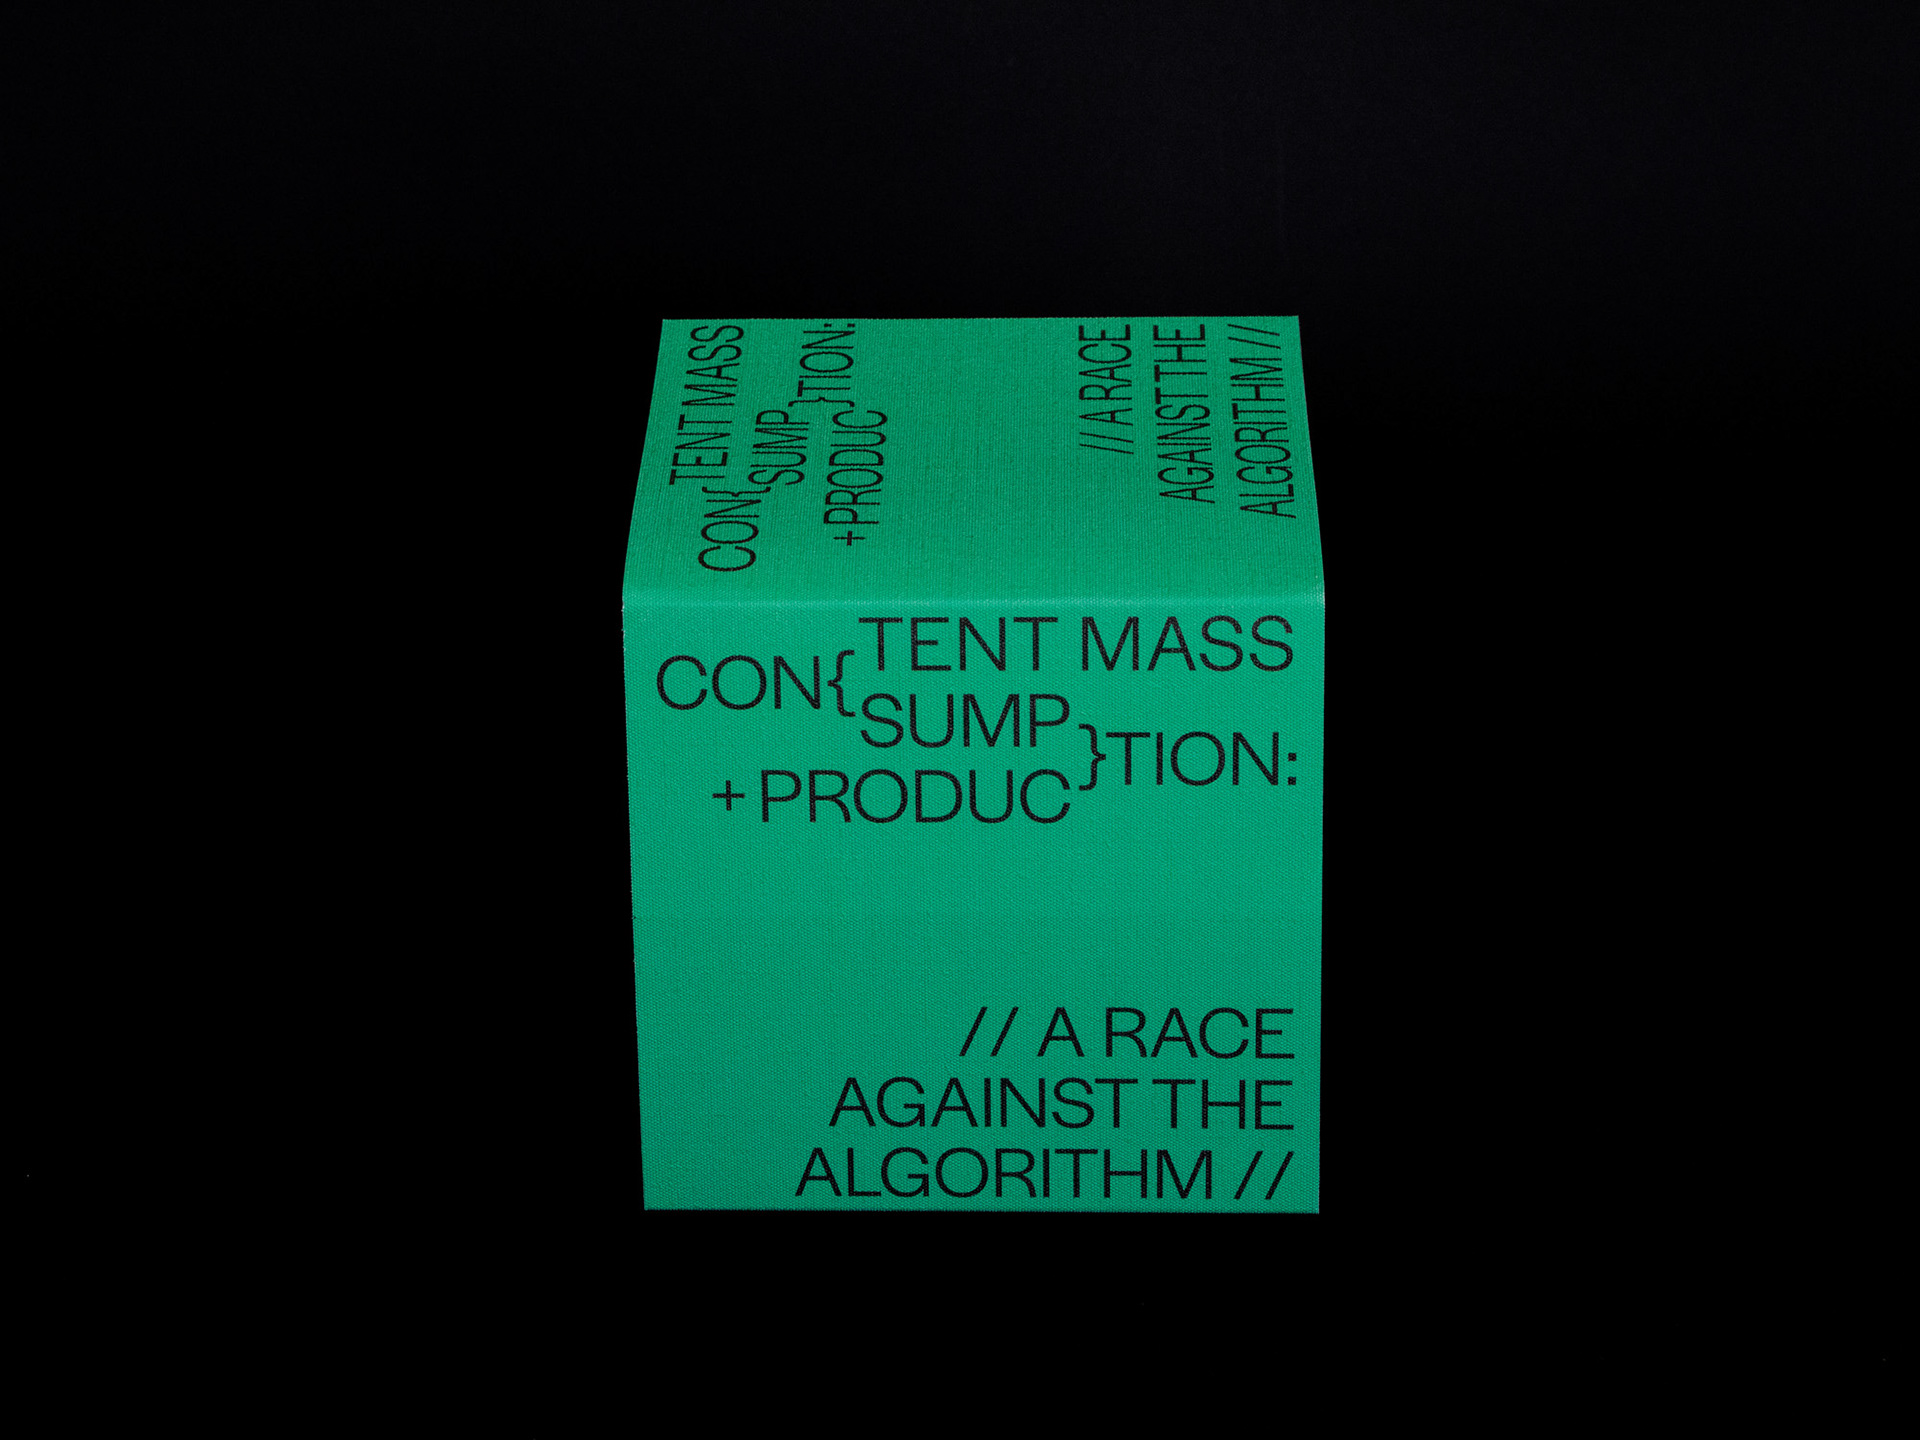 TENT MASS
CON{
SUMP
}TION:
+PRODUC
// A RACE
AGAINST THE
ALGORITHM //
TENT MASS
CON{
SUMP
}TION:
+PRODUC
// A RACE
AGAINST THE
ALGORITHM //